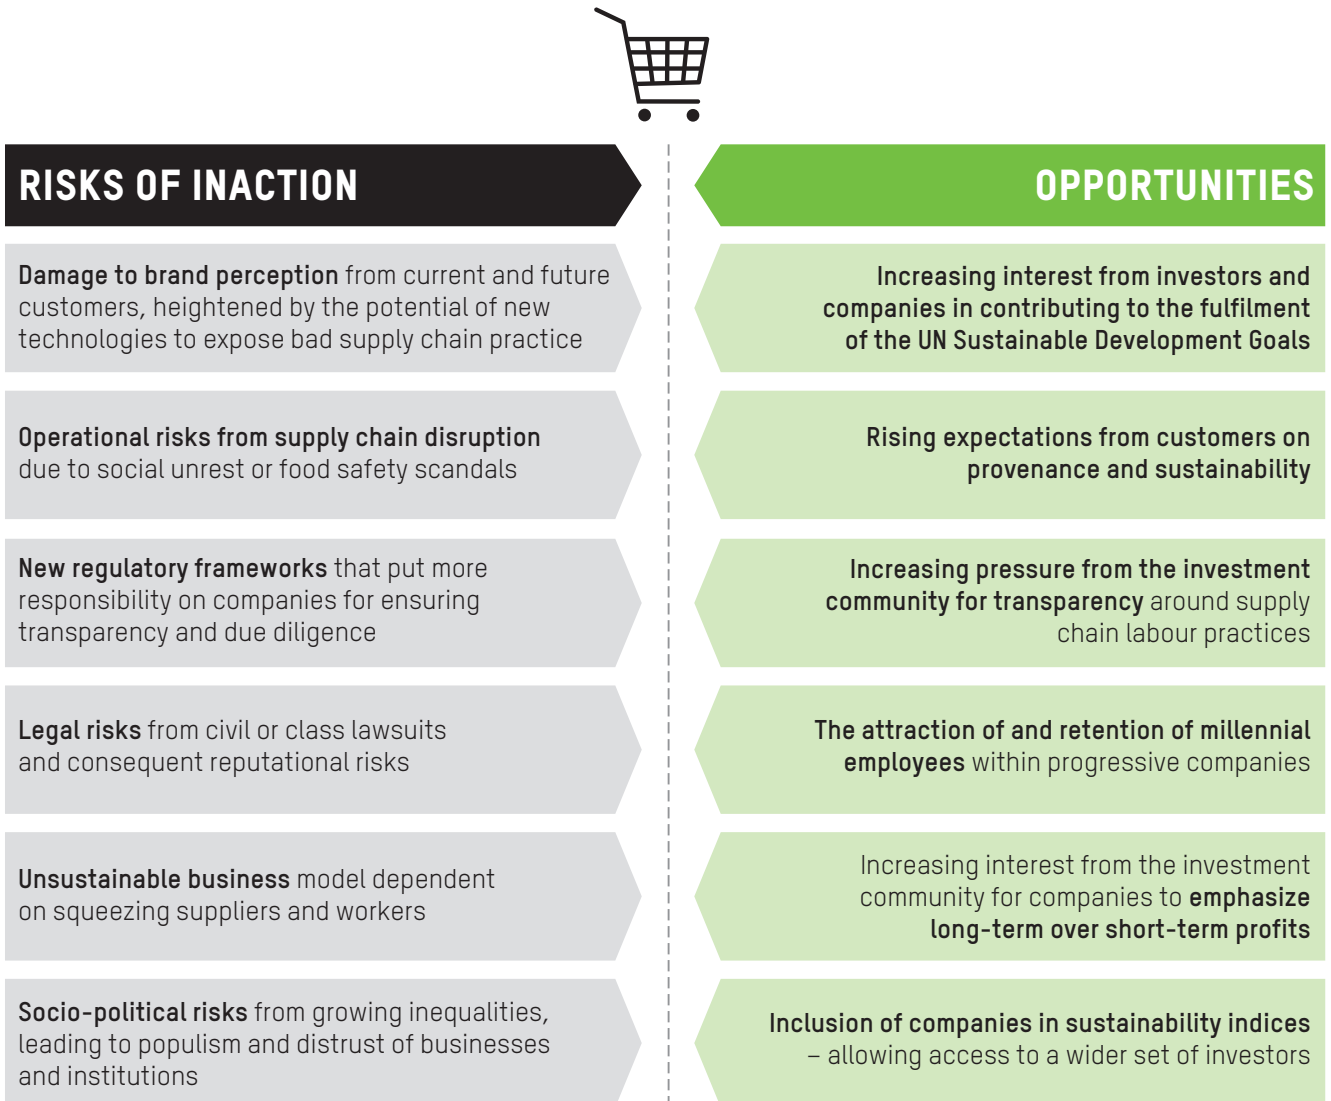 RISKS OF INACTION
Damage to brand perception from current and future
customers, heightened by the potential of new
technologies to expose bad supply chain practice
Operational risks from supply chain disruption
due to social unrest or food safety scandals
New regulatory frameworks that put more
responsibility on companies for ensuring
transparency and due diligence
Legal risks from civil or class lawsuits
and consequent reputational risks
Unsustainable business model dependent
on squeezing suppliers and workers
Socio-political risks from growing inequalities,
leading to populism and distrust of businesses
and institutions
OPPORTUNITIES
Increasing interest from investors and
companies in contributing to the fulfilment
of the UN Sustainable Development Goals
Rising expectations from customers on
provenance and sustainability
Increasing pressure from the investment
community for transparency around supply
chain labour practices
The attraction of and retention of millennial
employees within progressive companies
Increasing interest from the investment
community for companies to emphasize
long-term over short-term profits
Inclusion of companies in sustainability indices
– allowing access to a wider set of investors